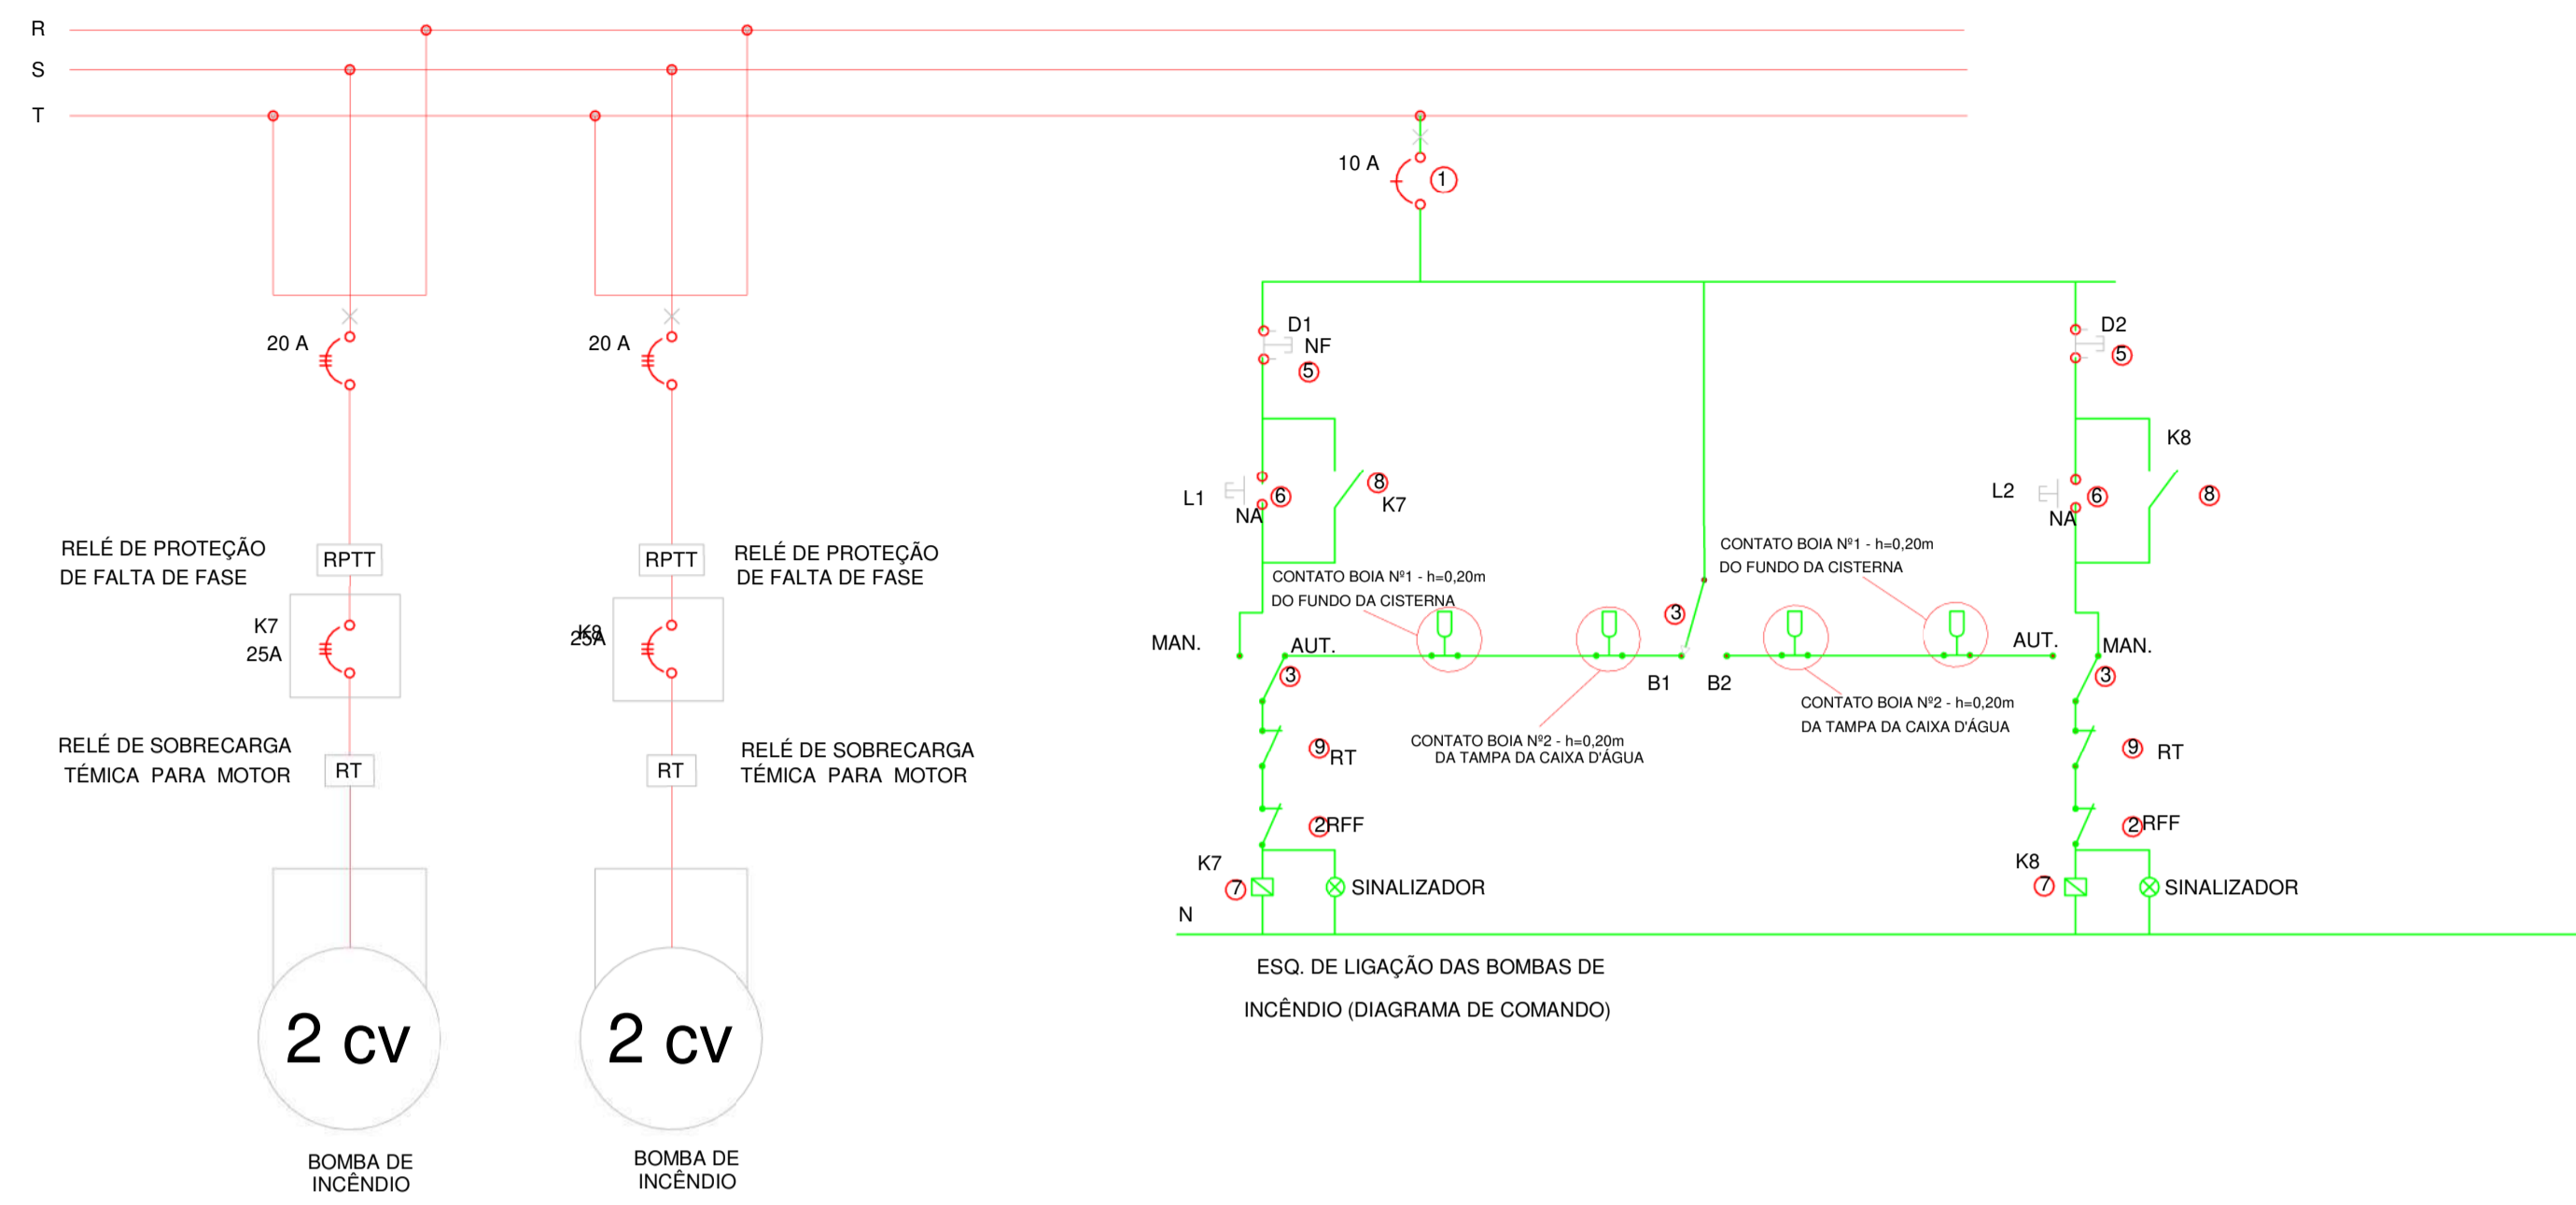 R
S
T
10 A
1
20 A
20 A
D1
NF
5
D2
5
L1
NA
6
8
K7
L2
NA
6
K8
8
RELÉ DE PROTEÇÃO
DE FALTA DE FASE
RPTT
RPTT
RELÉ DE PROTEÇÃO
DE FALTA DE FASE
K7
25A
K8
25A
CONTATO BOIA Nº1 - h=0,20m
DO FUNDO DA CISTERNA
CONTATO BOIA Nº1 - h=0,20m
DO FUNDO DA CISTERNA
MAN.
AUT.
3
3
B1
B2
AUT.
MAN.
3
CONTATO BOIA Nº2 - h=0,20m
DA TAMPA DA CAIXA D'ÁGUA
CONTATO BOIA Nº2 - h=0,20m
DA TAMPA DA CAIXA D'ÁGUA
RELÉ DE SOBRECARGA
TÉMICA PARA MOTOR
RT
RT
RELÉ DE SOBRECARGA
TÉMICA PARA MOTOR
9
RT
9
RT
2
RFF
2
RFF
K7
7
SINALIZADOR
K8
7
SINALIZADOR
N
ESQ. DE LIGAÇÃO DAS BOMBAS DE
INCÊNDIO (DIAGRAMA DE COMANDO)
2 cv
2 cv
BOMBA DE
INCÊNDIO
BOMBA DE
INCÊNDIO